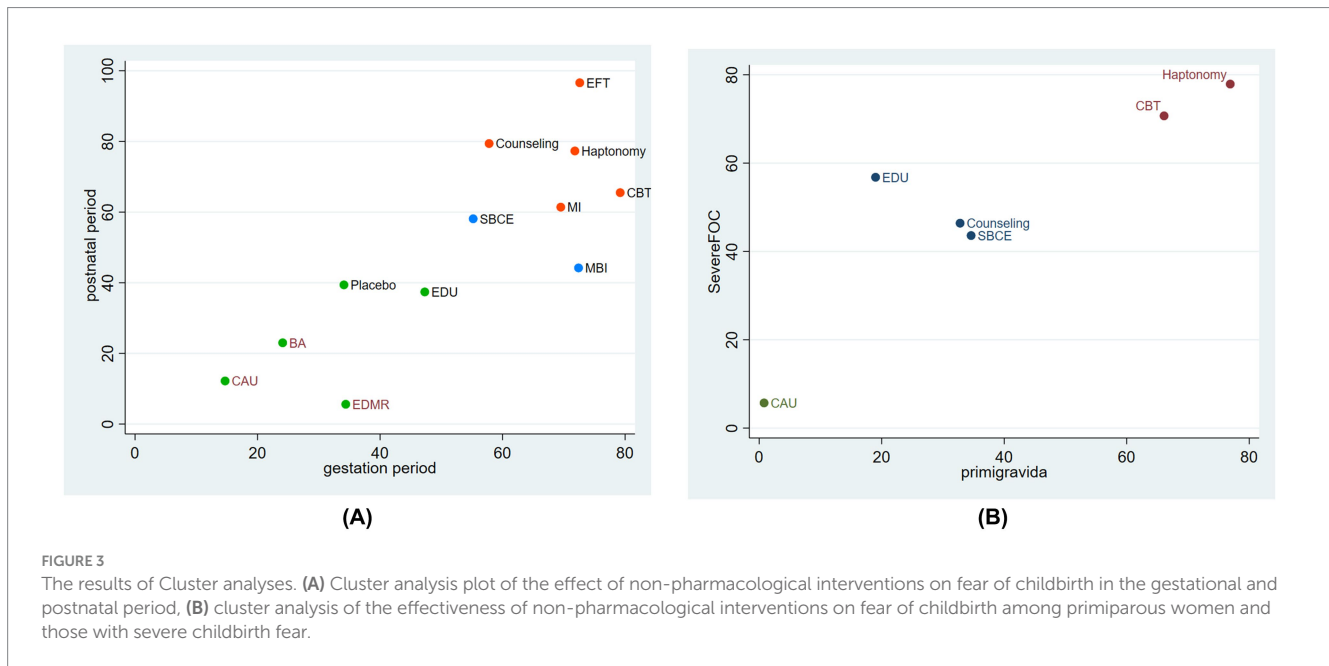 100
80
60
40
20
0
postnatal period
EFT
Counseling
Haptonomy
CBT
MI
SBCE
MBI
Placebo
EDU
BA
CAU
EDMR
0 20 40 60 80
gestation period
(A)
80
60
40
20
0
SevereFOC
Haptonomy
CBT
EDU
Counseling
SBCE
CAU
0 20 40 60 80
primigravida
(B)
FIGURE 3
The results of Cluster analyses. (A) Cluster analysis plot of the effect of non-pharmacological interventions on fear of childbirth in the gestational and
postnatal period, (B) cluster analysis of the effectiveness of non-pharmacological interventions on fear of childbirth among primiparous women and
those with severe childbirth fear.